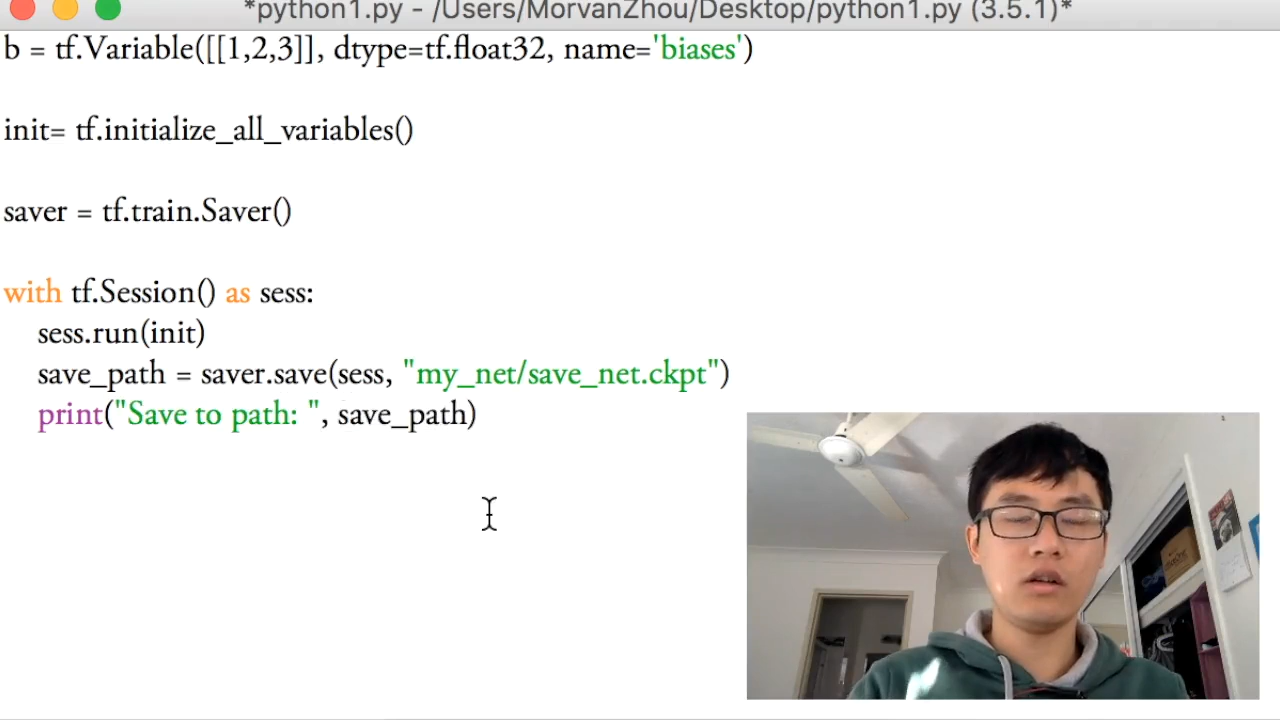 *python1.py - /Users/MorvanZhou/Desktop/python1.py (3.5.1)*
b = tf.Variable([[1,2,3]], dtype=tf.float32, name='biases')
init= tf.initialize_all_variables()
saver = tf.train.Saver()
with tf.Session() as sess:
sess.run(init)
save_path = saver.save(sess, "my_net/save_net.ckpt")
print("Save to path: ", save_path)